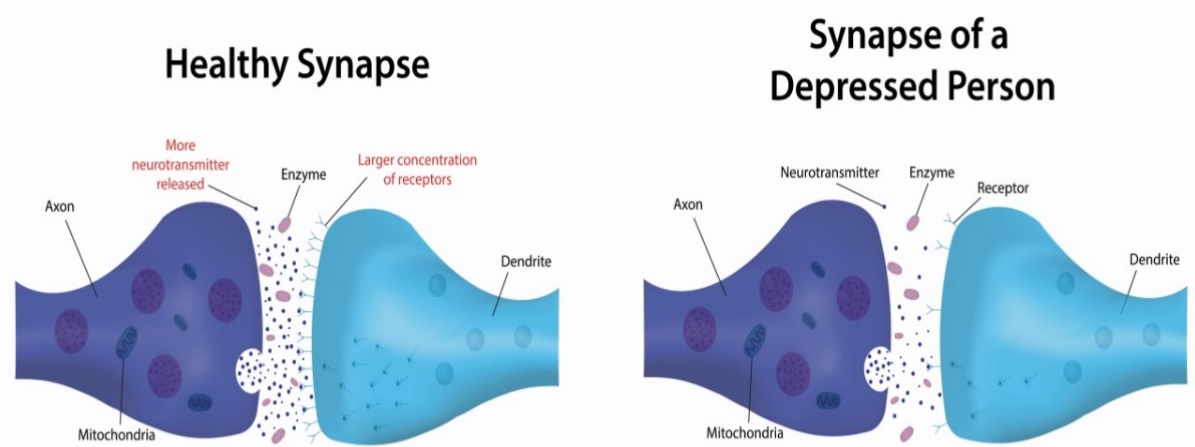 Healthy Synapse
More
neurotransmitter
released
Enzyme
Larger concentration
of receptors
Axon
Dendrite
Mitochondria
Synapse of a
Depressed Person
Neurotransmitter
Enzyme
Receptor
Axon
Dendrite
Mitochondria